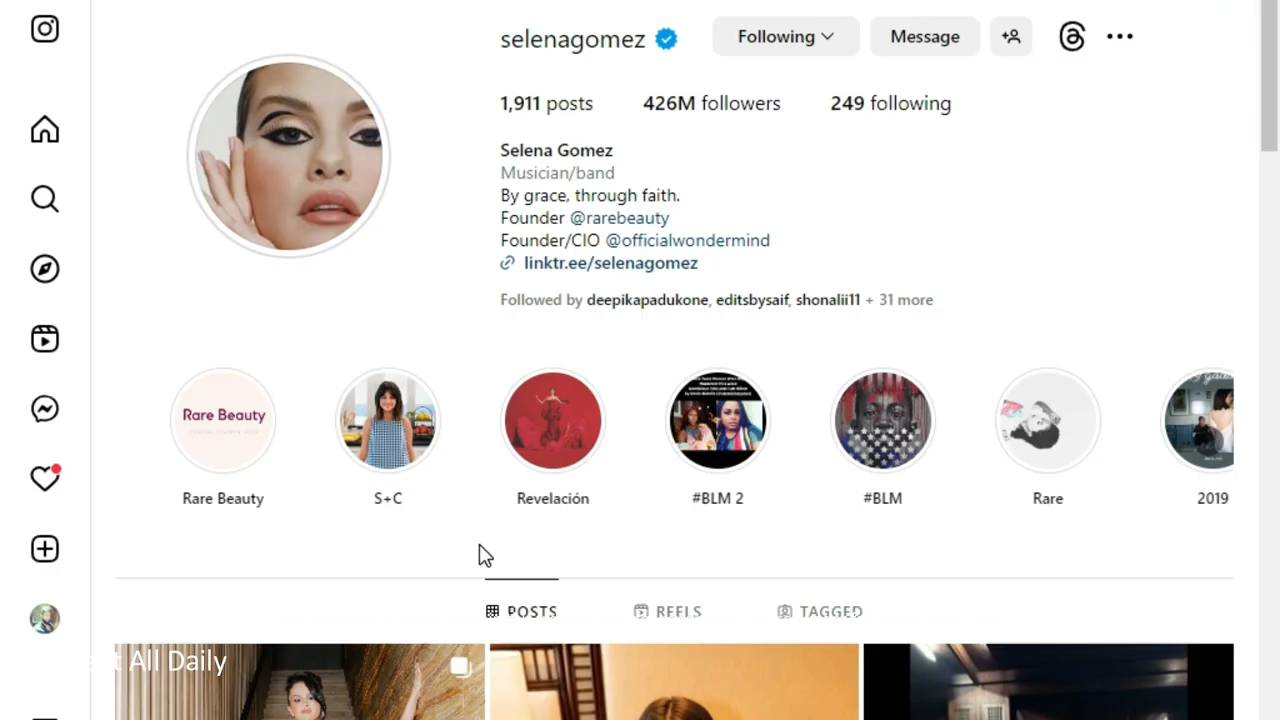 selenagomez
Following
Message
1,911 posts
426M followers
249 following
Selena Gomez
Musician/band
By grace, through faith.
Founder @rarebeauty
Founder/CIO @officialwondermind
linktr.ee/selenagomez
Followed by deepikapadukone, editsbysaif, shonalii11 + 31 more
Rare Beauty
Rare Beauty
S+C
Revelación
#BLM 2
#BLM
Rare
2019
POSTS
REELS
TAGGED
All Daily